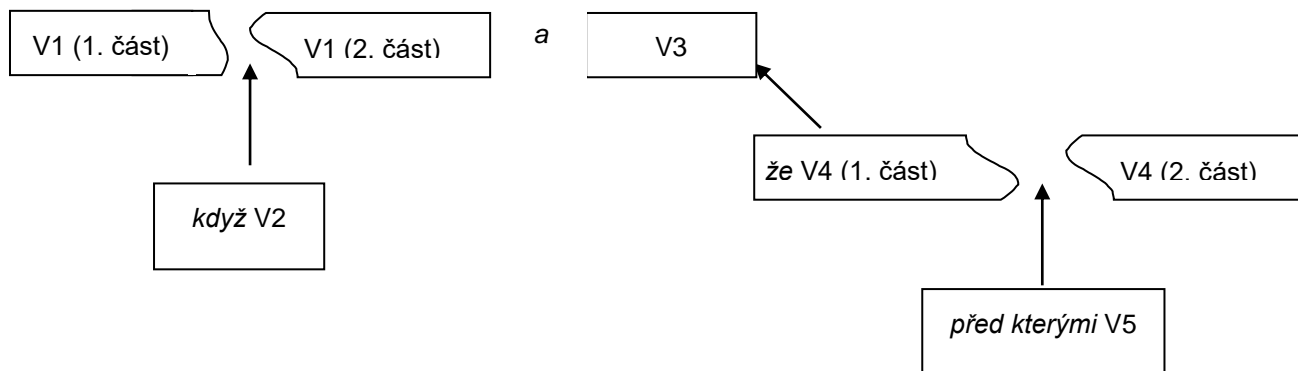 V1 (1. část)
V1 (2. část)
a
V3
že V4 (1. část)
V4 (2. část)
když V2
před kterými V5